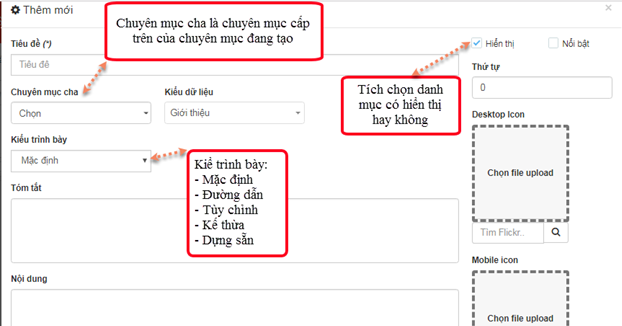 Thêm mới
×
Chuyên mục cha là chuyên mục cấp
trên của chuyên mục đang tạo
Tiêu đề (*)
Tiêu đề
Hiển thị
Nổi bật
Chuyên mục cha
Chọn
Kiểu dữ liệu
Giới thiệu
Tích chọn danh
mục có hiển thị
hay không
Thứ tự
0
Kiểu trình bày
Mặc định
Kiể trình bày:
- Mặc định
- Đường dẫn
- Tùy chỉnh
- Kế thừa
- Dựng sẵn
Desktop Icon
Chọn file upload
Tìm Flickr..
Tóm tắt
Nội dung
Mobile icon
Chọn file upload